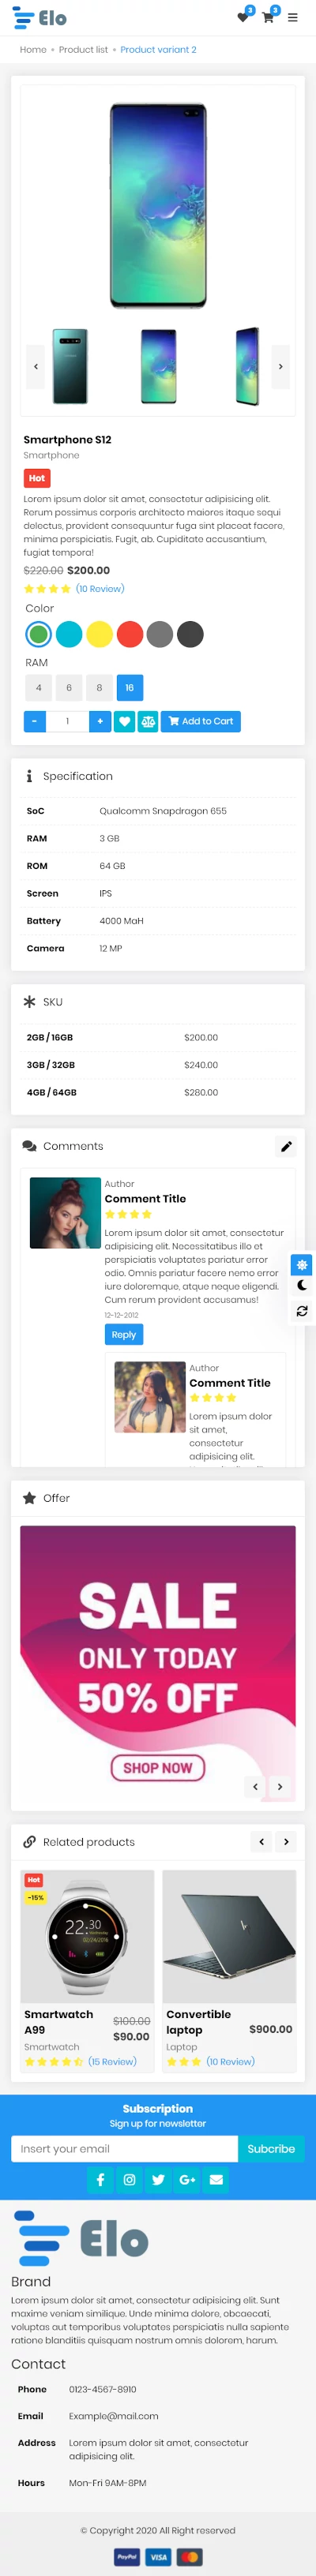 Elo
3
3
Home • Product list • Product variant 2
Smartphone S12
Smartphone
Hot
Lorem ipsum dolor sit amet, consectetur adipisicing elit.
Rerum possimus corporis architecto maiores itaque sequi
delectus, provident consequuntur fuga sint placeat facere,
minima perspiciatis. Fugit, ab. Cupiditate accusantium,
fugiat tempora!
$220.00 $200.00
(10 Review)
Color
RAM
4 6 8 16
- 1 + Add to Cart
Specification
SoC Qualcomm Snapdragon 655
RAM 3 GB
ROM 64 GB
Screen IPS
Battery 4000 MaH
Camera 12 MP
SKU
2GB / 16GB $200.00
3GB / 32GB $240.00
4GB / 64GB $280.00
Comments
Author
Comment Title
Lorem ipsum dolor sit amet, consectetur
adipisicing elit. Necessitatibus illo et
perspiciatis voluptates pariatur error
odio. Omnis pariatur facere nemo error
iure doloremque, atque neque eligendi.
Cum rerum provident accusamus!
12-12-2012
Reply
Author
Comment Title
Lorem ipsum dolor
sit amet,
consectetur
adipisicing elit.
Offer
SALE
ONLY TODAY
50% OFF
SHOP NOW
Related products
Hot
-15%
22:30
Smartwatch A99
$100.00
$90.00
Smartwatch
(15 Review)
Convertible laptop
$900.00
Laptop
(10 Review)
Subscription
Sign up for newsletter
Insert your email Subcribe
Elo
Brand
Lorem ipsum dolor sit amet, consectetur adipisicing elit. Sunt
maxime veniam similique. Unde minima dolore, obcaecati,
voluptas aut temporibus voluptates perspiciatis nulla sapiente
ratione blanditiis quisquam nostrum omnis dolorem, harum.
Contact
Phone 0123-4567-8910
Email Example@mail.com
Address Lorem ipsum dolor sit amet, consectetur
adipisicing elit.
Hours Mon-Fri 9AM-8PM
© Copyright 2020 All Right reserved
PayPal VISA